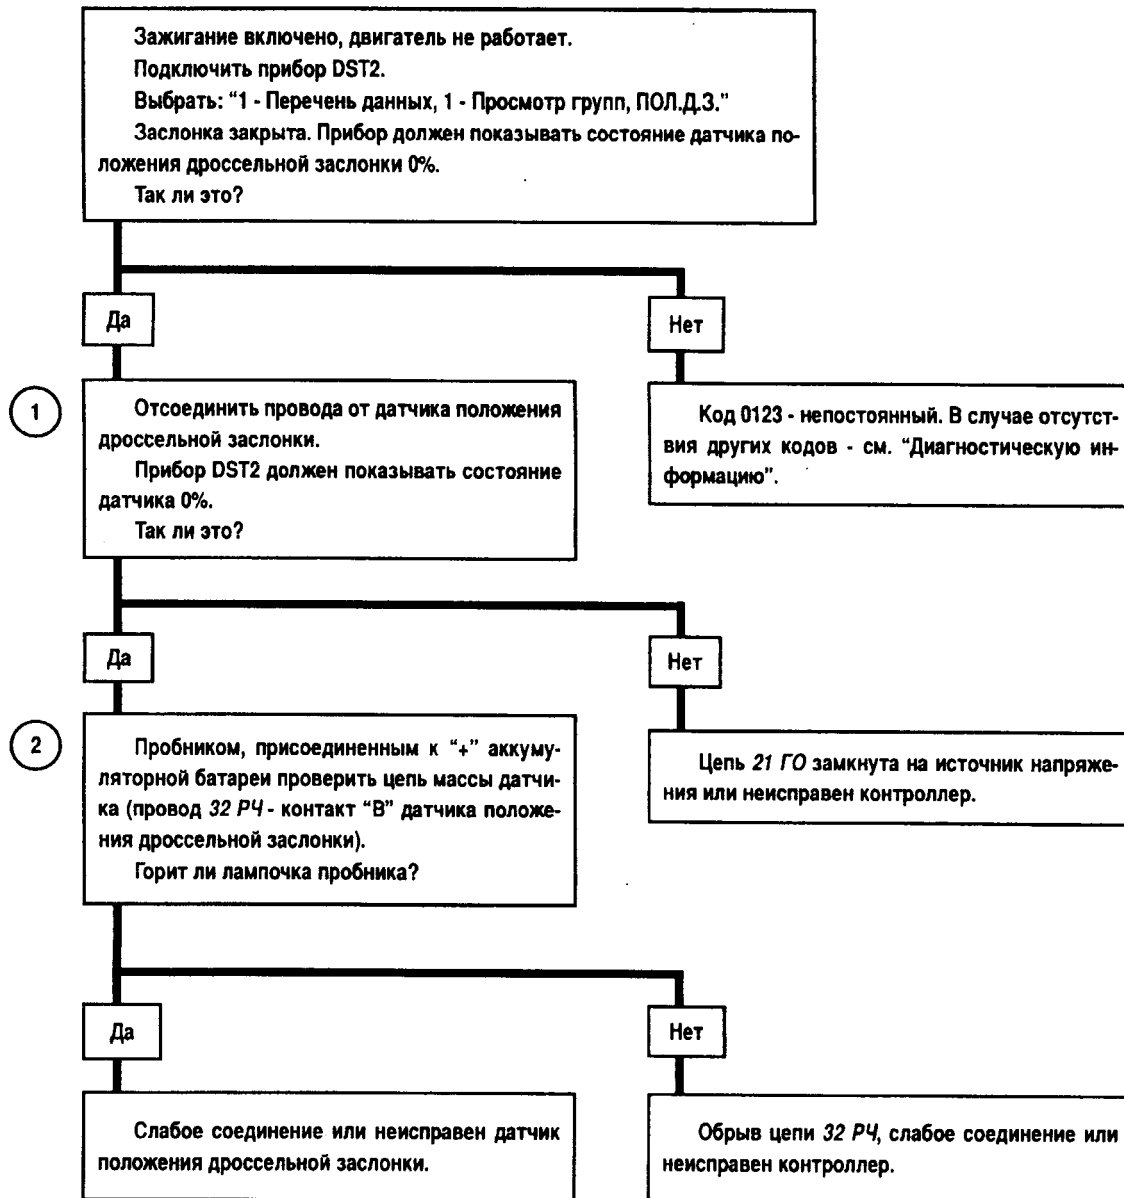 Зажигание включено, двигатель не работает.
Подключить прибор DST2.
Выбрать: “1 - Перечень данных, 1 - Просмотр групп, ПОЛ.Д.З.”
Заслонка закрыта. Прибор должен показывать состояние датчика по-
ложения дроссельной заслонки 0%.
Так ли это?
Да
Нет
1
Отсоединить провода от датчика положения
дроссельной заслонки.
Прибор DST2 должен показывать состояние
датчика 0%.
Так ли это?
Код 0123 - непостоянный. В случае отсутст-
вия других кодов - см. “Диагностическую ин-
формацию”.
Да
Нет
2
Пробником, присоединенным к “+” аккуму-
ляторной батареи проверить цепь массы датчи-
ка (провод 32 РЧ - контакт “В” датчика положе-
ния дроссельной заслонки).
Горит ли лампочка пробника?
Цепь 21 ГО замкнута на источник напряже-
ния или неисправен контроллер.
Да
Нет
Слабое соединение или неисправен датчик
положения дроссельной заслонки.
Обрыв цепи 32 РЧ, слабое соединение или
неисправен контроллер.